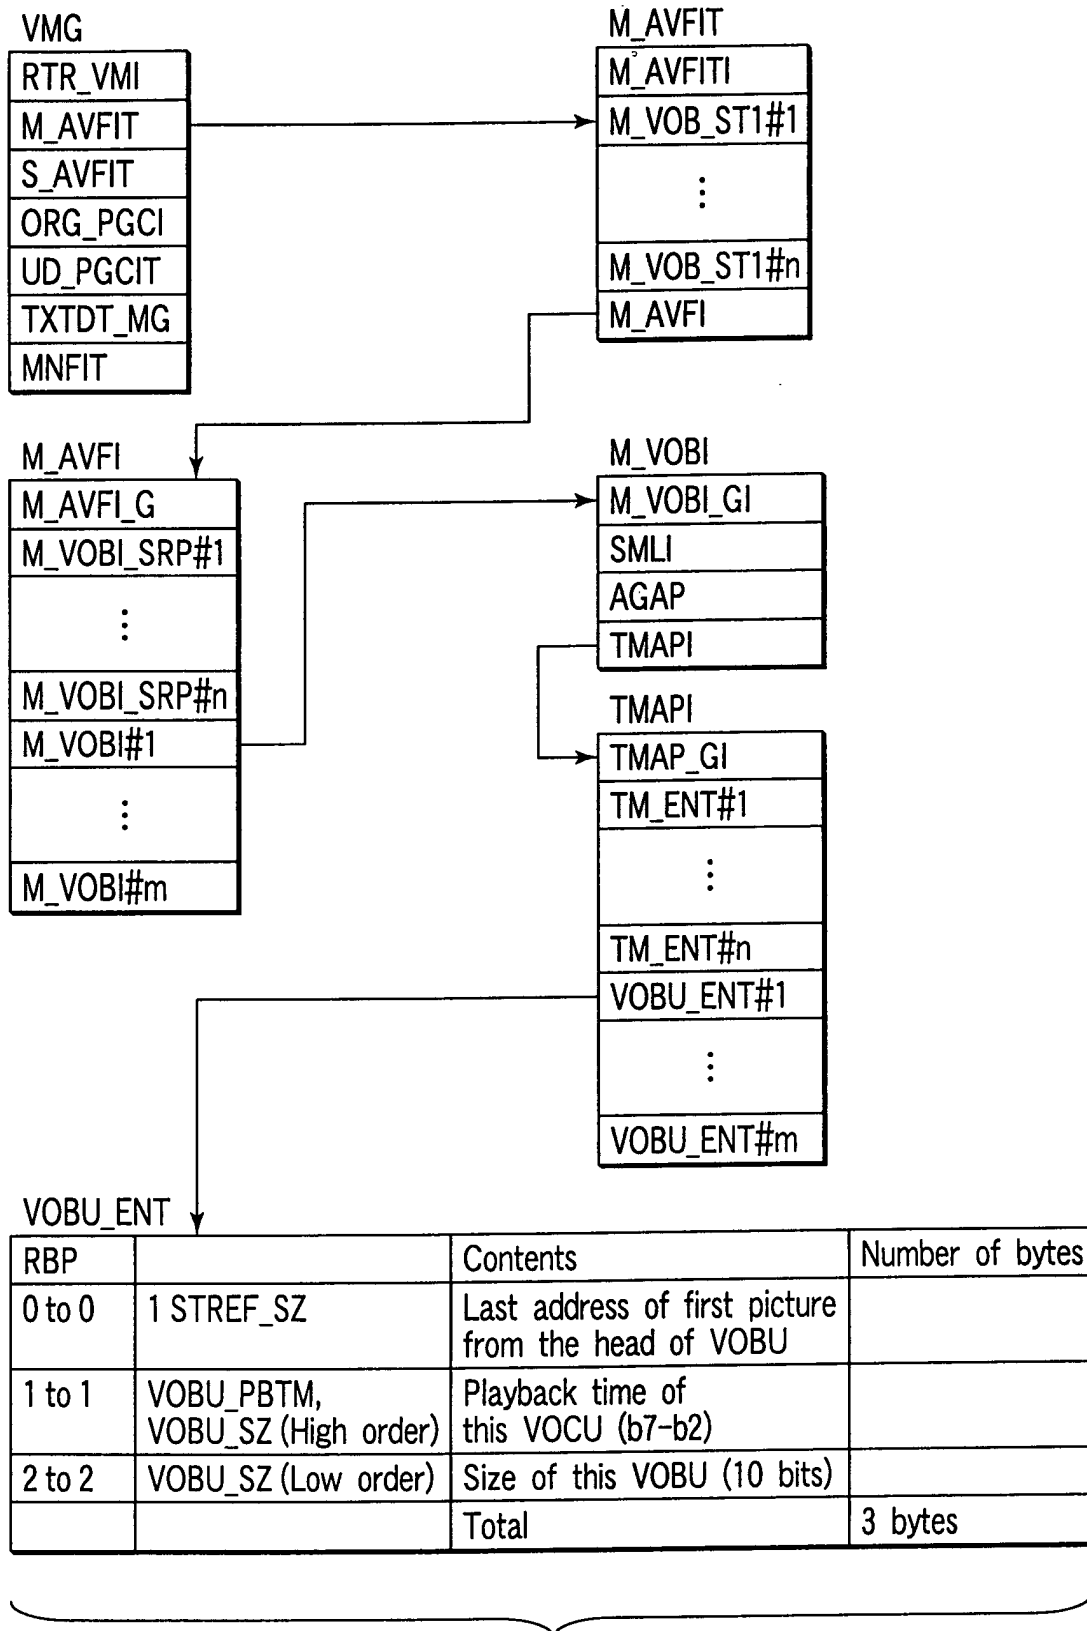 VMG
RTR_VMI
M_AVFIT
S_AVFIT
ORG_PGCI
UD_PGCIT
TXTDT_MG
MNFIT
M_AVFIT
M_AVFITI
M_VOB_ST1#1
⋮
M_VOB_ST1#n
M_AVFI
M_AVFI
M_AVFI_G
M_VOBI_SRP#1
⋮
M_VOBI_SRP#n
M_VOBI#1
⋮
M_VOBI#m
M_VOBI
M_VOBI_GI
SMLI
AGAP
TMAPI
TMAPI
TMAP_GI
TM_ENT#1
⋮
TM_ENT#n
VOBU_ENT#1
⋮
VOBU_ENT#m
VOBU_ENT
RBP Contents Number of bytes
0 to 0 1 STREF_SZ Last address of first picture
from the head of VOBU
1 to 1 VOBU_PBTM, Playback time of
VOBU_SZ (High order) this VOCU (b7-b2)
2 to 2 VOBU_SZ (Low order) Size of this VOBU (10 bits)
Total 3 bytes